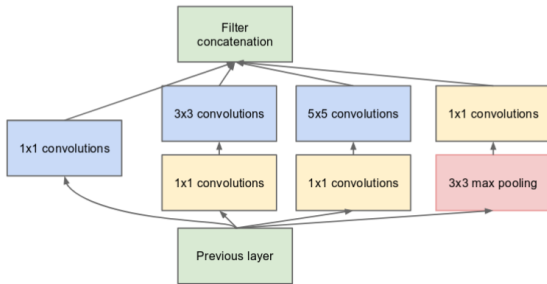 Filter
concatenation
3x3 convolutions
5x5 convolutions
1x1 convolutions
1x1 convolutions
1x1 convolutions
1x1 convolutions
3x3 max pooling
Previous layer